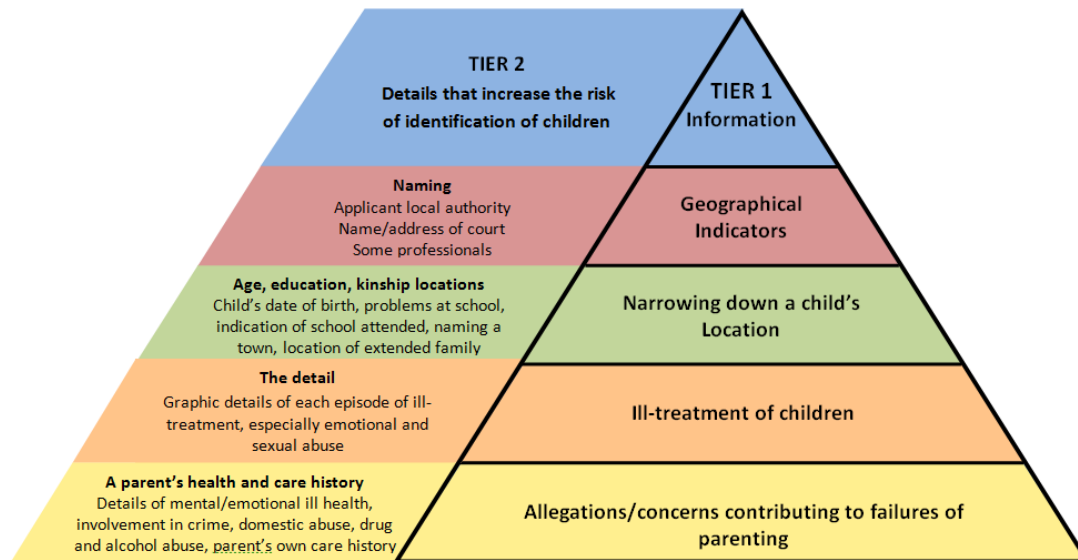 TIER 2
Details that increase the risk
of identification of children
TIER 1
Information
Naming
Applicant local authority
Name/address of court
Some professionals
Geographical
Indicators
Age, education, kinship locations
Child's date of birth, problems at school,
indication of school attended, naming a
town, location of extended family
Narrowing down a child's
Location
The detail
Graphic details of each episode of ill-
treatment, especially emotional and
sexual abuse
Ill-treatment of children
A parent's health and care history
Details of mental/emotional ill health,
involvement in crime, domestic abuse, drug
and alcohol abuse, parent's own care history
Allegations/concerns contributing to failures of
parenting